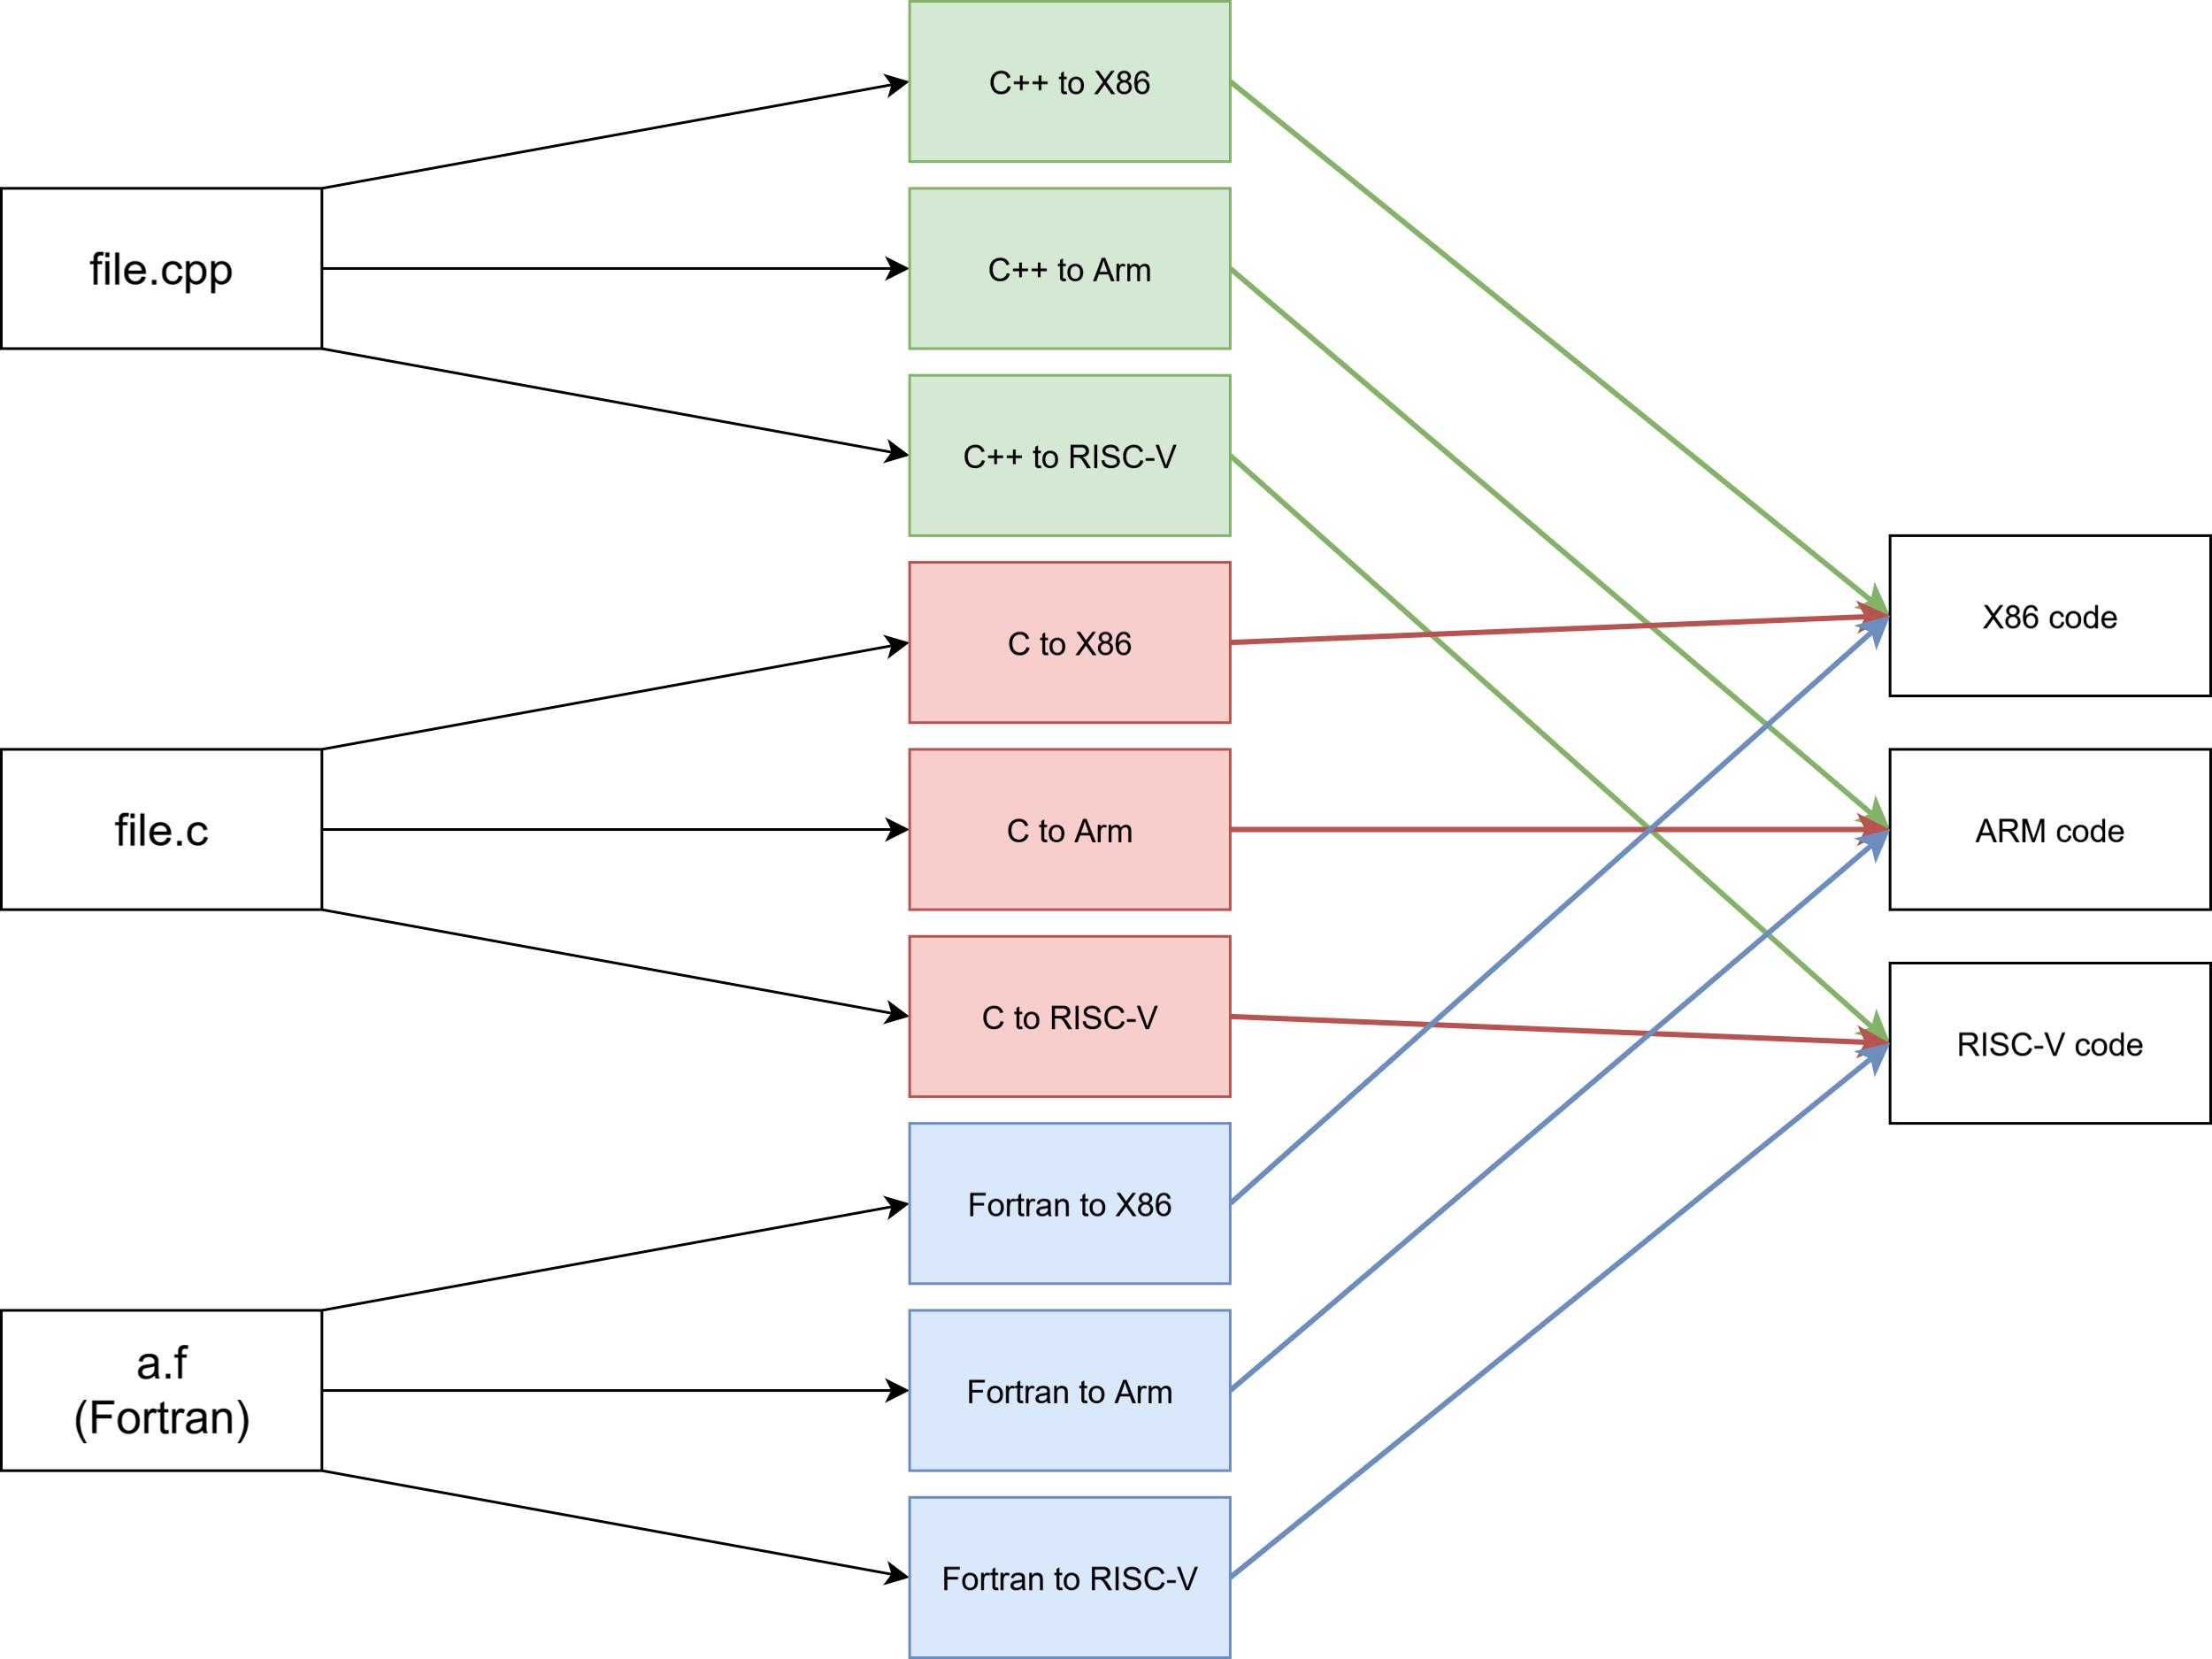 C++ to X86
file.cpp
C++ to Arm
C++ to RISC-V
C to X86
X86 code
file.c
C to Arm
ARM code
C to RISC-V
RISC-V code
Fortran to X86
a.f
(Fortran)
Fortran to Arm
Fortran to RISC-V